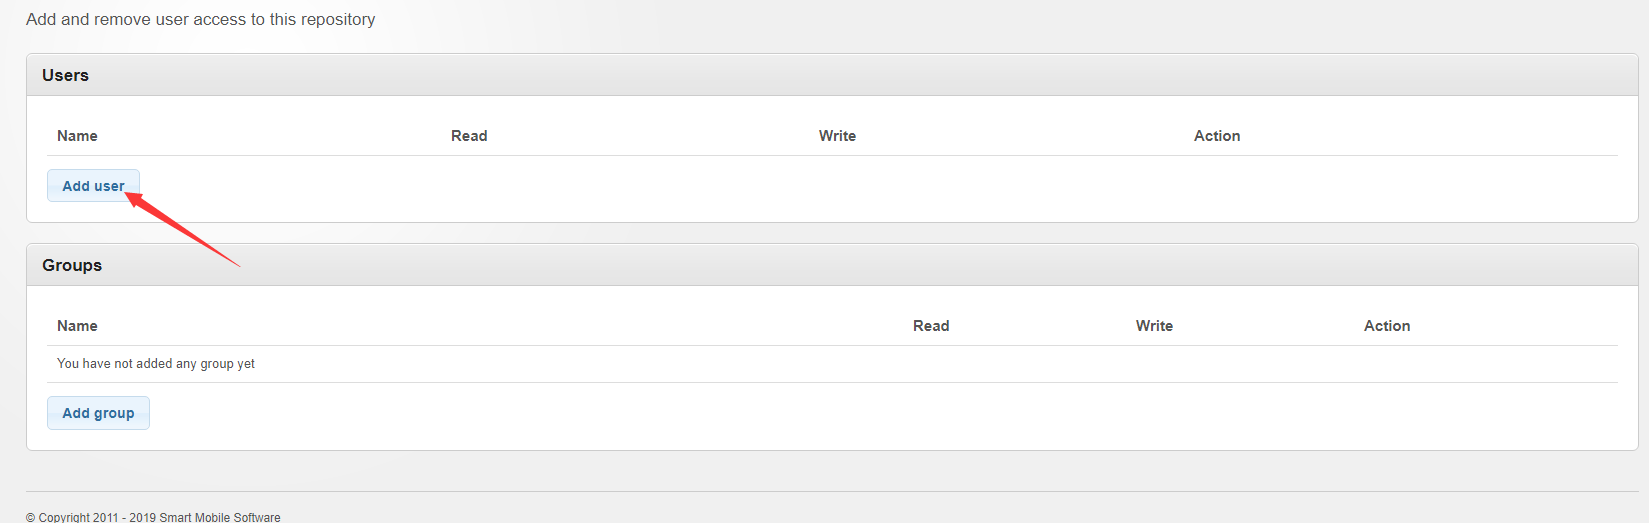 Add and remove user access to this repository
Users
Name Read Write Action
Add user
Groups
Name Read Write Action
You have not added any group yet
Add group
© Copyright 2011 - 2019 Smart Mobile Software